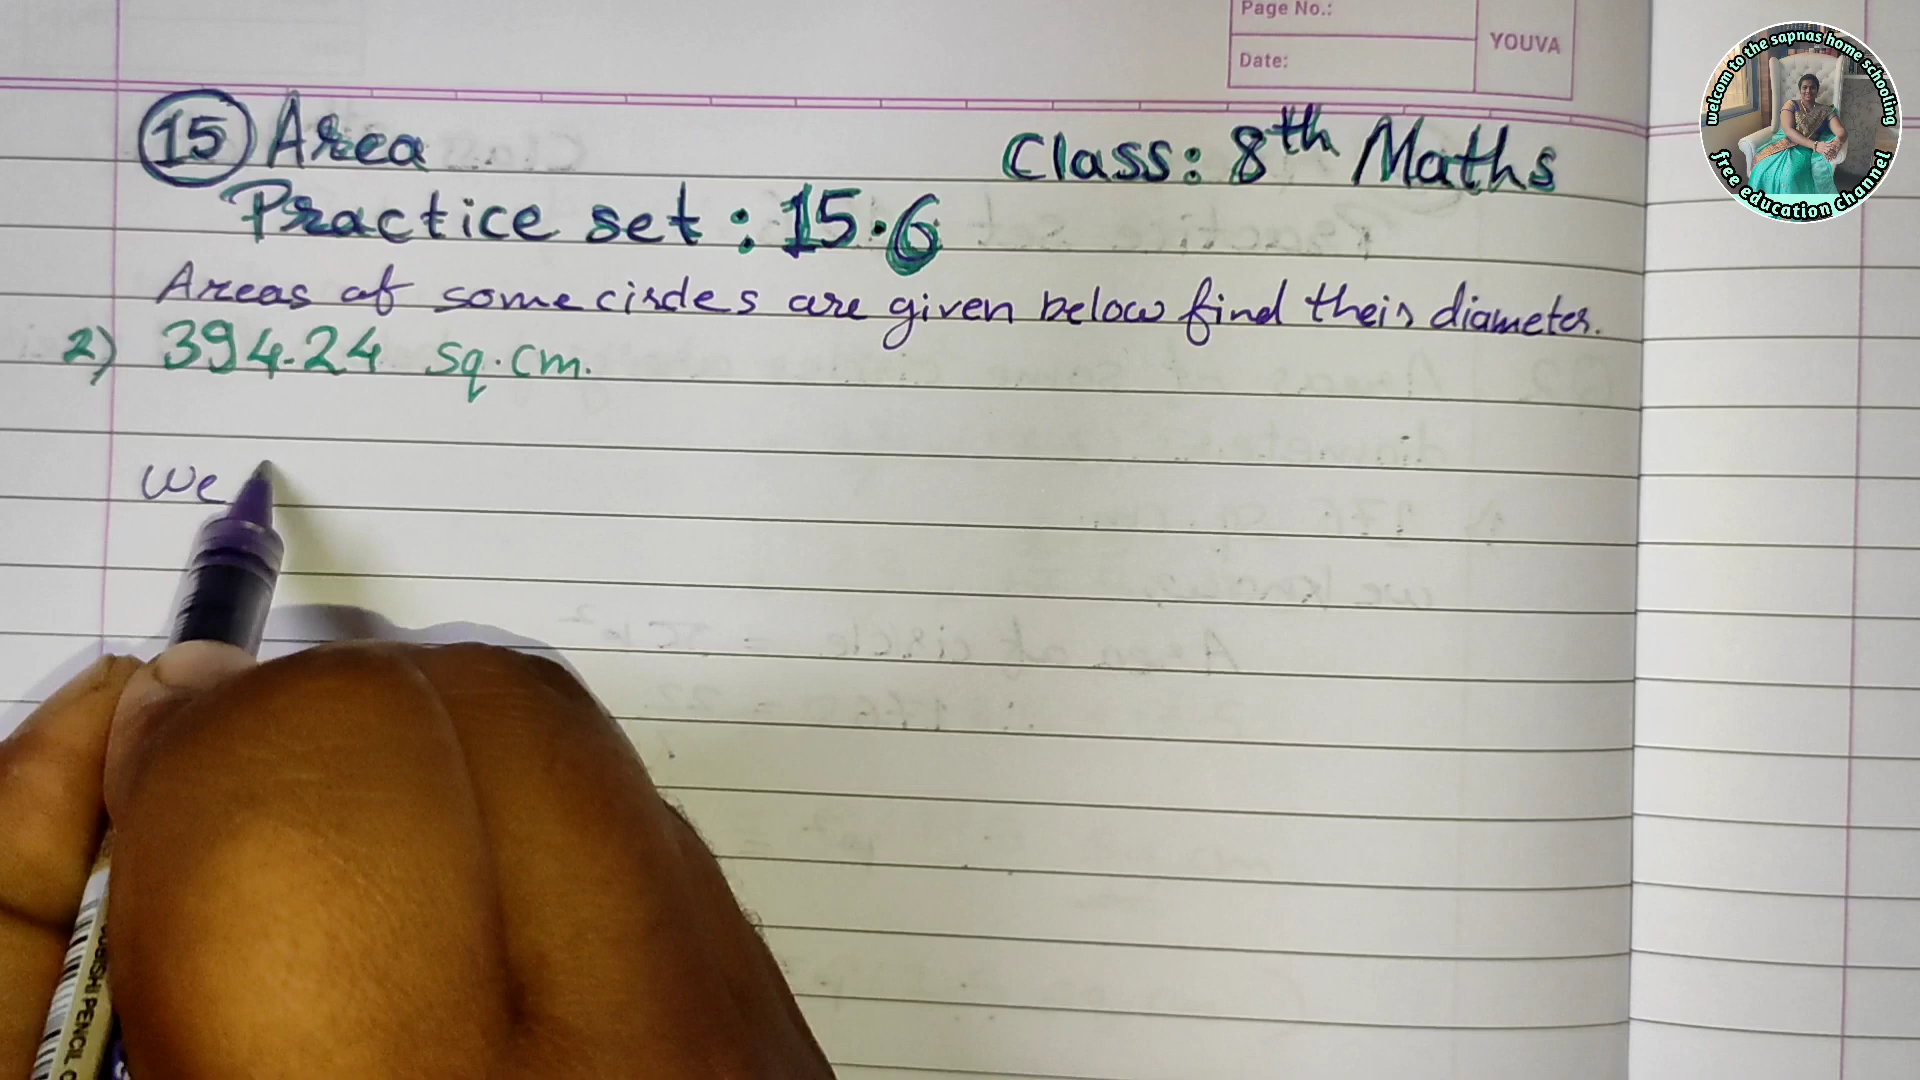 Page No.:
YOUVA
Date:
welcom to the sapnas home schooling
free education channel
15 Area
Class: 8th Maths
Practice set : 15.6
Areas of some circles are given below find their diameter.
2) 394.24 sq.cm.
we